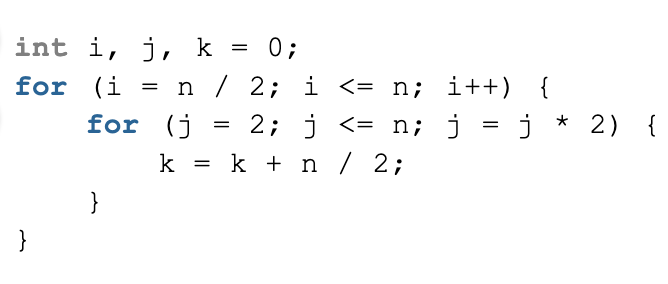 int i, j, k = 0;
for (i = n / 2; i <= n; i++) {
for (j = 2; j <= n; j = j * 2) {
k = k + n / 2;
}
}